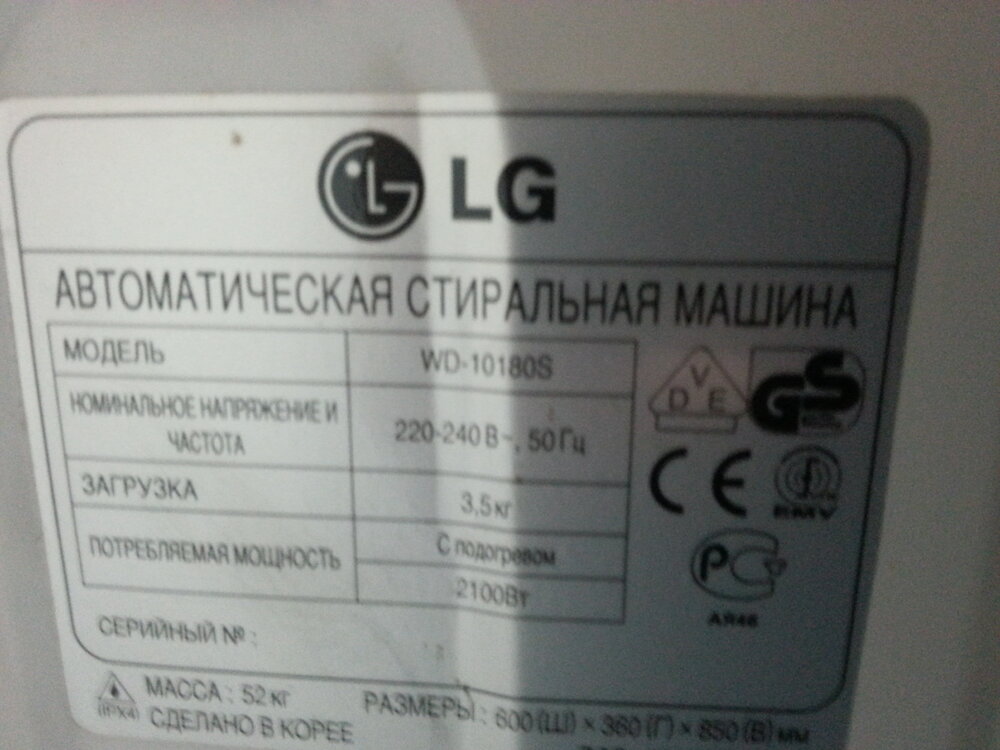 LG
АВТОМАТИЧЕСКАЯ СТИРАЛЬНАЯ МАШИНА
МОДЕЛЬ WD-10180S
НОМИНАЛЬНОЕ НАПРЯЖЕНИЕ И
ЧАСТОТА 220-240 В~, 50 Гц
ЗАГРУЗКА 3,5 кг
ПОТРЕБЛЯЕМАЯ МОЩНОСТЬ С подогревом
2100Вт
VDE GS
CE EMV
PC
АЯ46
СЕРИЙНЫЙ № :
(IPX4) МАССА : 52 кг РАЗМЕРЫ : 600 (Ш) × 360 (Г) × 850 (В) мм
СДЕЛАНО В КОРЕЕ